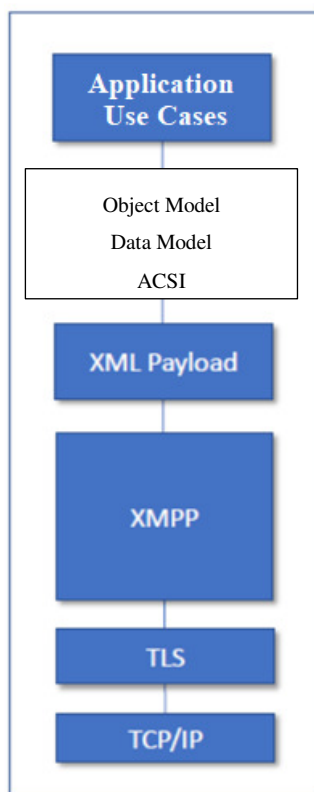 Application
Use Cases
Object Model
Data Model
ACSI
XML Payload
XMPP
TLS
TCP/IP